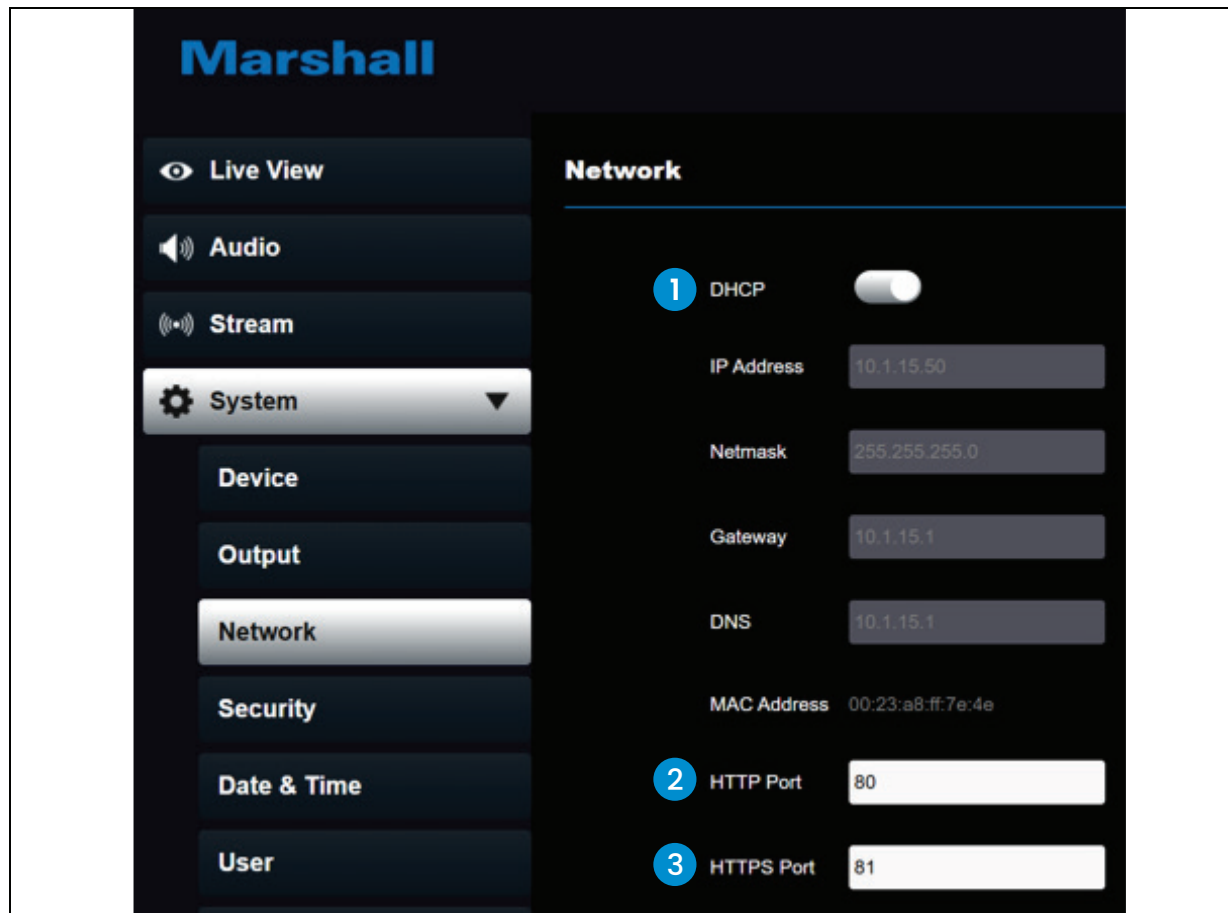 Marshall
Live View
Audio
Stream
System
Device
Output
Network
Security
Date & Time
User
Network
1 DHCP
IP Address 10.1.15.50
Netmask 255.255.255.0
Gateway 10.1.15.1
DNS 10.1.15.1
MAC Address 00:23:a8:ff:7e:4e
2 HTTP Port 80
3 HTTPS Port 81